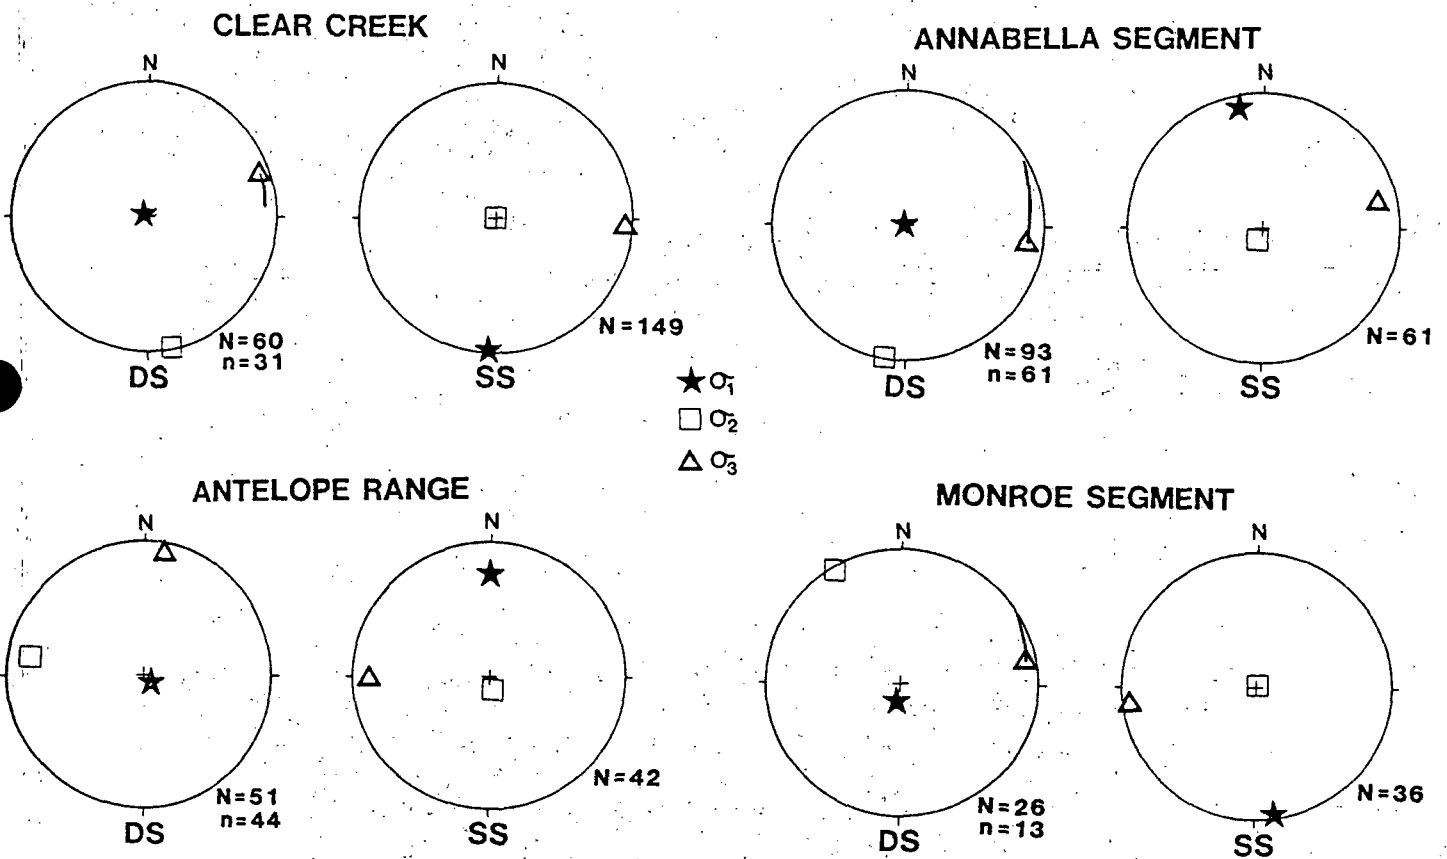 CLEAR CREEK
N
N
N=60
n=31
DS
N=149
SS
ANNABELLA SEGMENT
N
N
N=93
n=61
DS
N=61
SS
σ1
σ2
σ3
ANTELOPE RANGE
N
N
N=51
n=44
DS
N=42
SS
MONROE SEGMENT
N
N
N=26
n=13
DS
N=36
SS